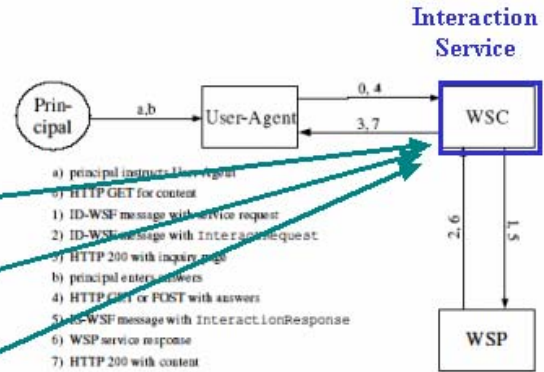 Interaction
Service
Prin-
cipal
a,b
User-Agent
0, 4
3, 7
WSC
2, 6
1, 5
WSP
a) principal instructs User-Agent
0) HTTP GET for content
1) ID-WSF message with service request
2) ID-WSF message with InteractRequest
3) HTTP 200 with inquiry page
b) principal enters answers
4) HTTP GET or POST with answers
5) ID-WSF message with InteractionResponse
6) WSP service response
7) HTTP 200 with content